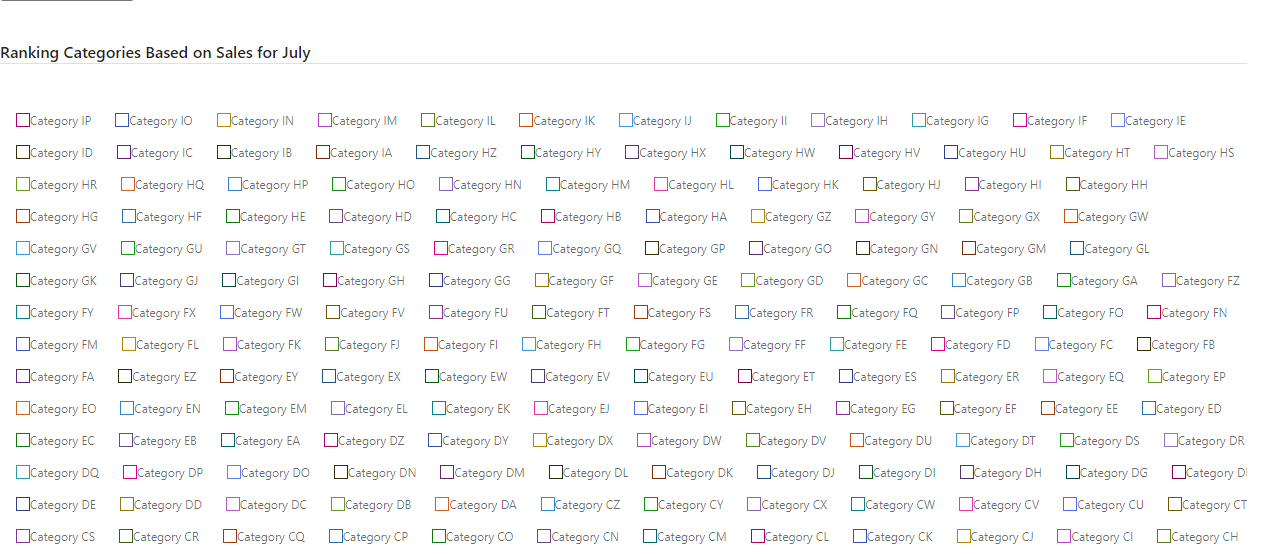 Ranking Categories Based on Sales for July
Category IP Category IO Category IN Category IM Category IL Category IK Category IJ Category II Category IH Category IG Category IF Category IE
Category ID Category IC Category IB Category IA Category HZ Category HY Category HX Category HW Category HV Category HU Category HT Category HS
Category HR Category HQ Category HP Category HO Category HN Category HM Category HL Category HK Category HJ Category HI Category HH
Category HG Category HF Category HE Category HD Category HC Category HB Category HA Category GZ Category GY Category GX Category GW
Category GV Category GU Category GT Category GS Category GR Category GQ Category GP Category GO Category GN Category GM Category GL
Category GK Category GJ Category GI Category GH Category GG Category GF Category GE Category GD Category GC Category GB Category GA Category FZ
Category FY Category FX Category FW Category FV Category FU Category FT Category FS Category FR Category FQ Category FP Category FO Category FN
Category FM Category FL Category FK Category FJ Category FI Category FH Category FG Category FF Category FE Category FD Category FC Category FB
Category FA Category EZ Category EY Category EX Category EW Category EV Category EU Category ET Category ES Category ER Category EQ Category EP
Category EO Category EN Category EM Category EL Category EK Category EJ Category EI Category EH Category EG Category EF Category EE Category ED
Category EC Category EB Category EA Category DZ Category DY Category DX Category DW Category DV Category DU Category DT Category DS Category DR
Category DQ Category DP Category DO Category DN Category DM Category DL Category DK Category DJ Category DI Category DH Category DG Category
Category DE Category DD Category DC Category DB Category DA Category CZ Category CY Category CX Category CW Category CV Category CU Category CT
Category CS Category CR Category CQ Category CP Category CO Category CN Category CM Category CL Category CK Category CJ Category CI Category CH